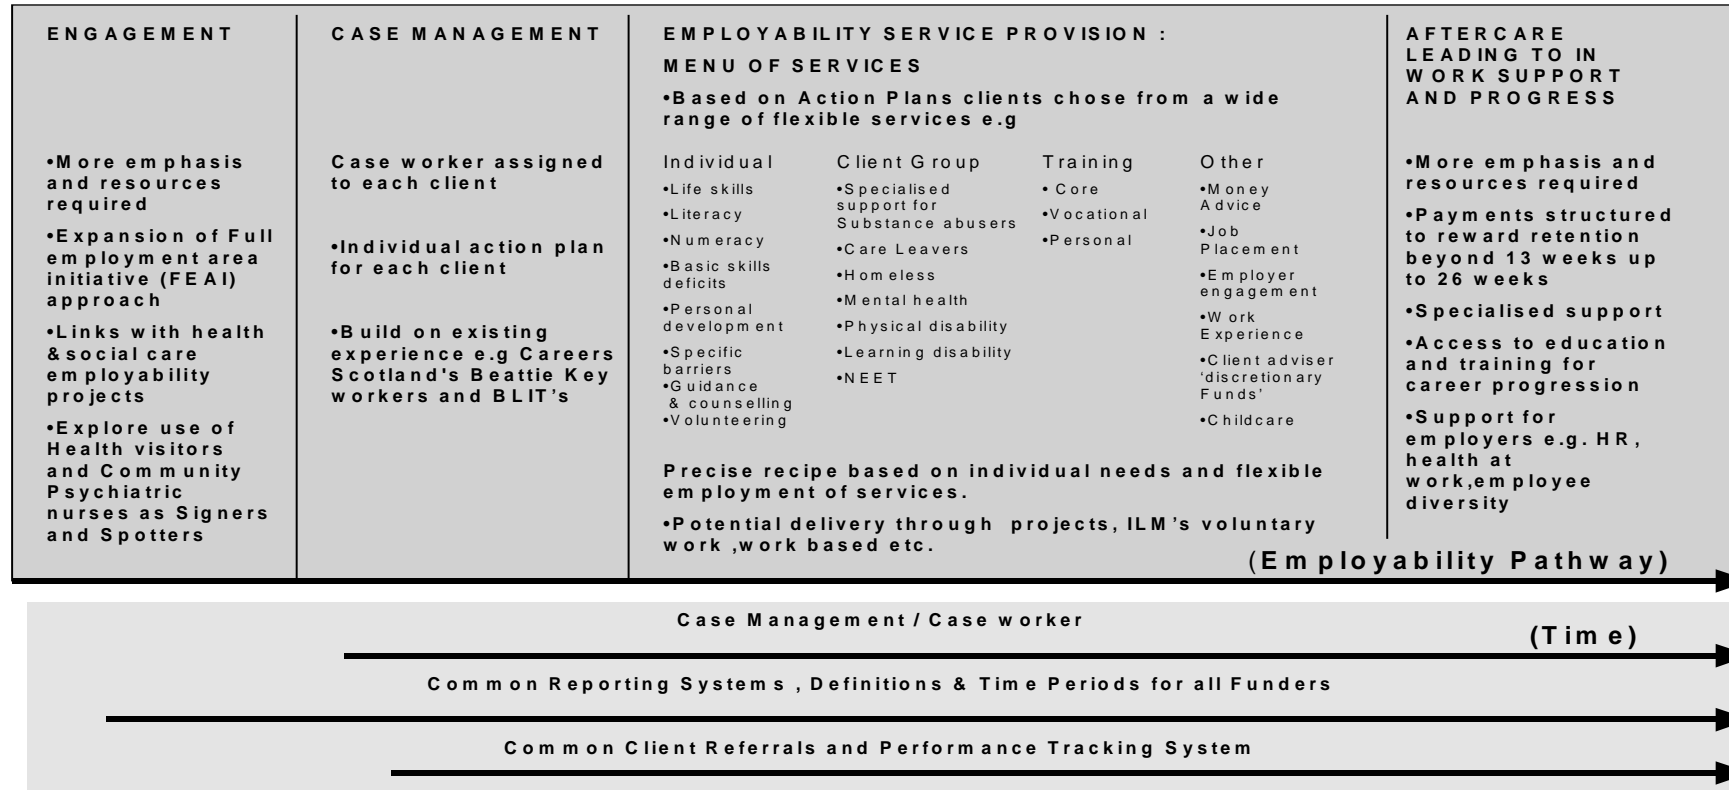 ENGAGEMENT
•More emphasis
and resources
required
•Expansion of Full
employment area
initiative (FEAI)
approach
•Links with health
&social care
employability
projects
•Explore use of
Health visitors
and Community
Psychiatric
nurses as Signers
and Spotters
CASE MANAGEMENT
Case worker assigned
to each client
•Individual action plan
for each client
•Build on existing
experience e.g Careers
Scotland's Beattie Key
workers and BLIT’s
EMPLOYABILITY SERVICE PROVISION :
MENU OF SERVICES
•Based on Action Plans clients chose from a wide
range of flexible services e.g
Individual
•Life skills
•Literacy
•Numeracy
•Basic skills
deficits
•Personal
development
•Specific
barriers
•Guidance
& counselling
•Volunteering
Client Group
•Specialised
support for
Substance abusers
•Care Leavers
•Homeless
•Mental health
•Physical disability
•Learning disability
•NEET
Training
• Core
•Vocational
•Personal
Other
•Money
Advice
•Job
Placement
•Employer
engagement
•Work
Experience
•Client adviser
‘discretionary
Funds’
•Childcare
Precise recipe based on individual needs and flexible
employment of services.
•Potential delivery through projects, ILM’s voluntary
work ,work based etc.
AFTERCARE
LEADING TO IN
WORK SUPPORT
AND PROGRESS
•More emphasis and
resources required
•Payments structured
to reward retention
beyond 13 weeks up
to 26 weeks
•Specialised support
•Access to education
and training for
career progression
•Support for
employers e.g. HR,
health at
work,employee
diversity
(Employability Pathway)
Case Management / Case worker
(Time)
Common Reporting Systems , Definitions & Time Periods for all Funders
Common Client Referrals and Performance Tracking System